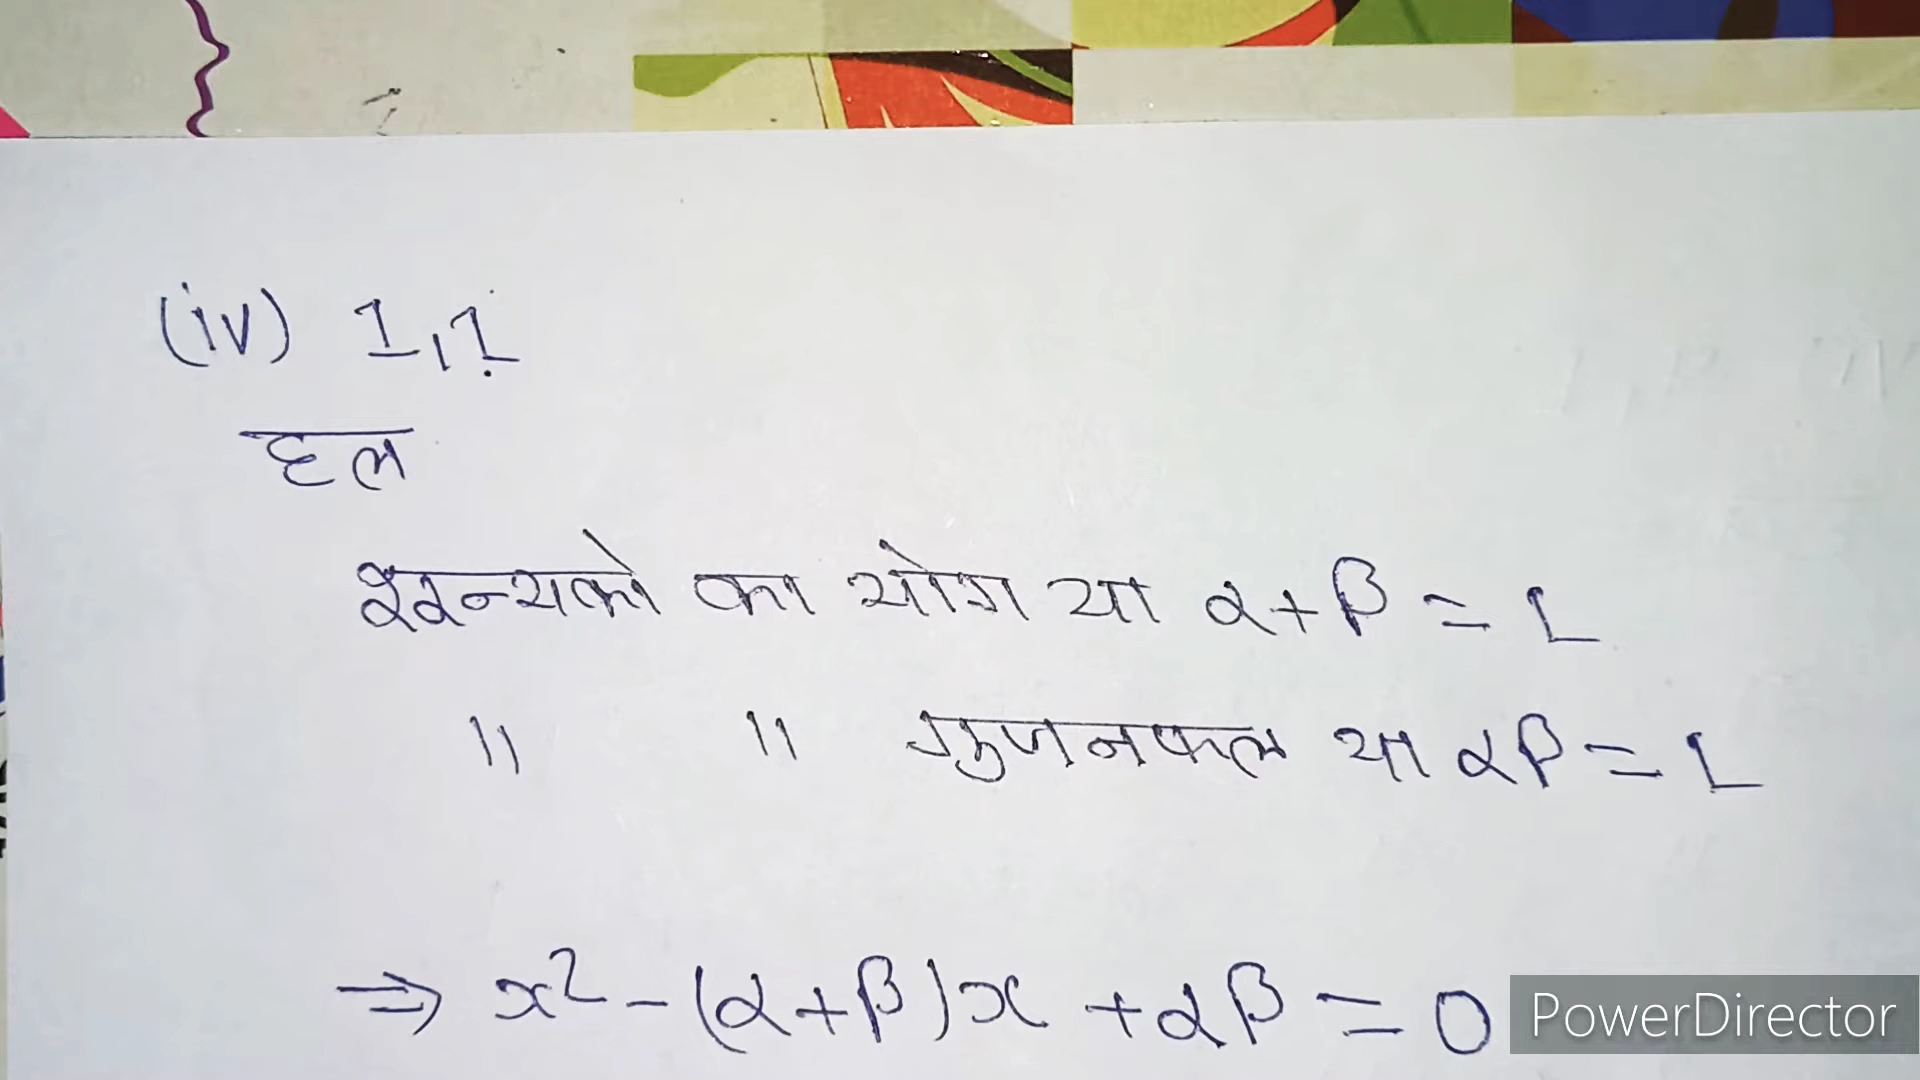 (iv) 1,1
हल
शून्यको का योग या α+β = 1
" " गुणनफल या αβ = 1
⇒ x² - (α+β)x + αβ = 0
PowerDirector